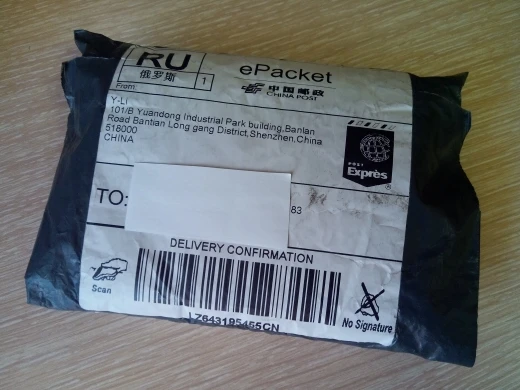 RU
俄罗斯
1
From:
ePacket
中国邮政
CHINA POST
Y-Li
101/B Yuandong Industrial Park building,Banlan
Road Bantian Long gang District,Shenzhen,China
518000
CHINA
POST
Expres
TO:
83
DELIVERY CONFIRMATION
Scan
No Signature
LZ643195455CN